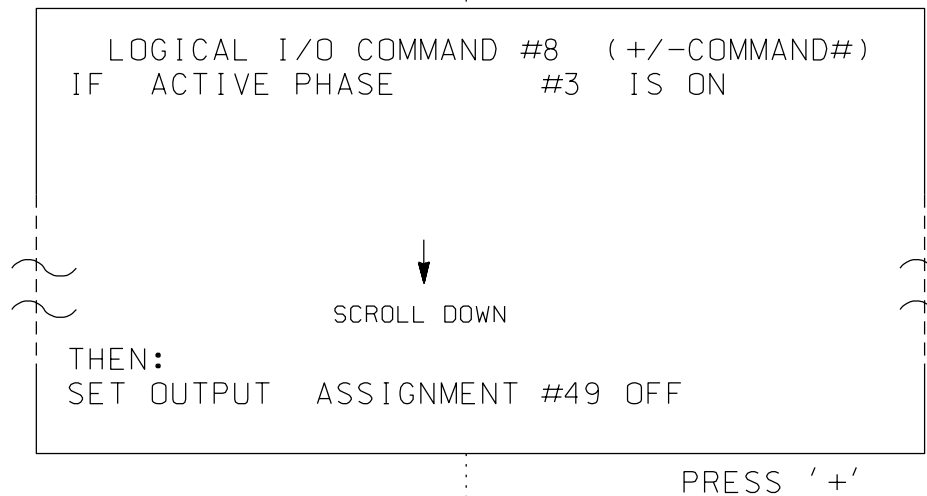 LOGICAL I/O COMMAND #8 (+/-COMMAND#)
IF ACTIVE PHASE #3 IS ON
SCROLL DOWN
THEN:
SET OUTPUT ASSIGNMENT #49 OFF
PRESS '+'